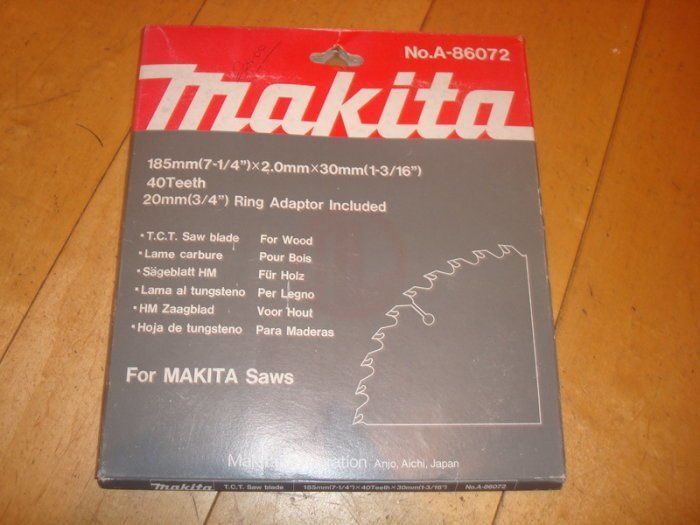 No.A-86072
makita
185mm(7-1/4")×2.0mm×30mm(1-3/16")
40Teeth
20mm(3/4") Ring Adaptor Included
•T.C.T. Saw blade For Wood
•Lame carbure Pour Bois
•Sägeblatt HM Für Holz
•Lama al tungsteno Per Legno
•HM Zaagblad Voor Hout
•Hoja de tungsteno Para Maderas
For MAKITA Saws
Anjo, Aichi, Japan
makita T.C.T. Saw blade 185mm(7-1/4")×40Teeth×30mm(1-3/16") No.A-86072